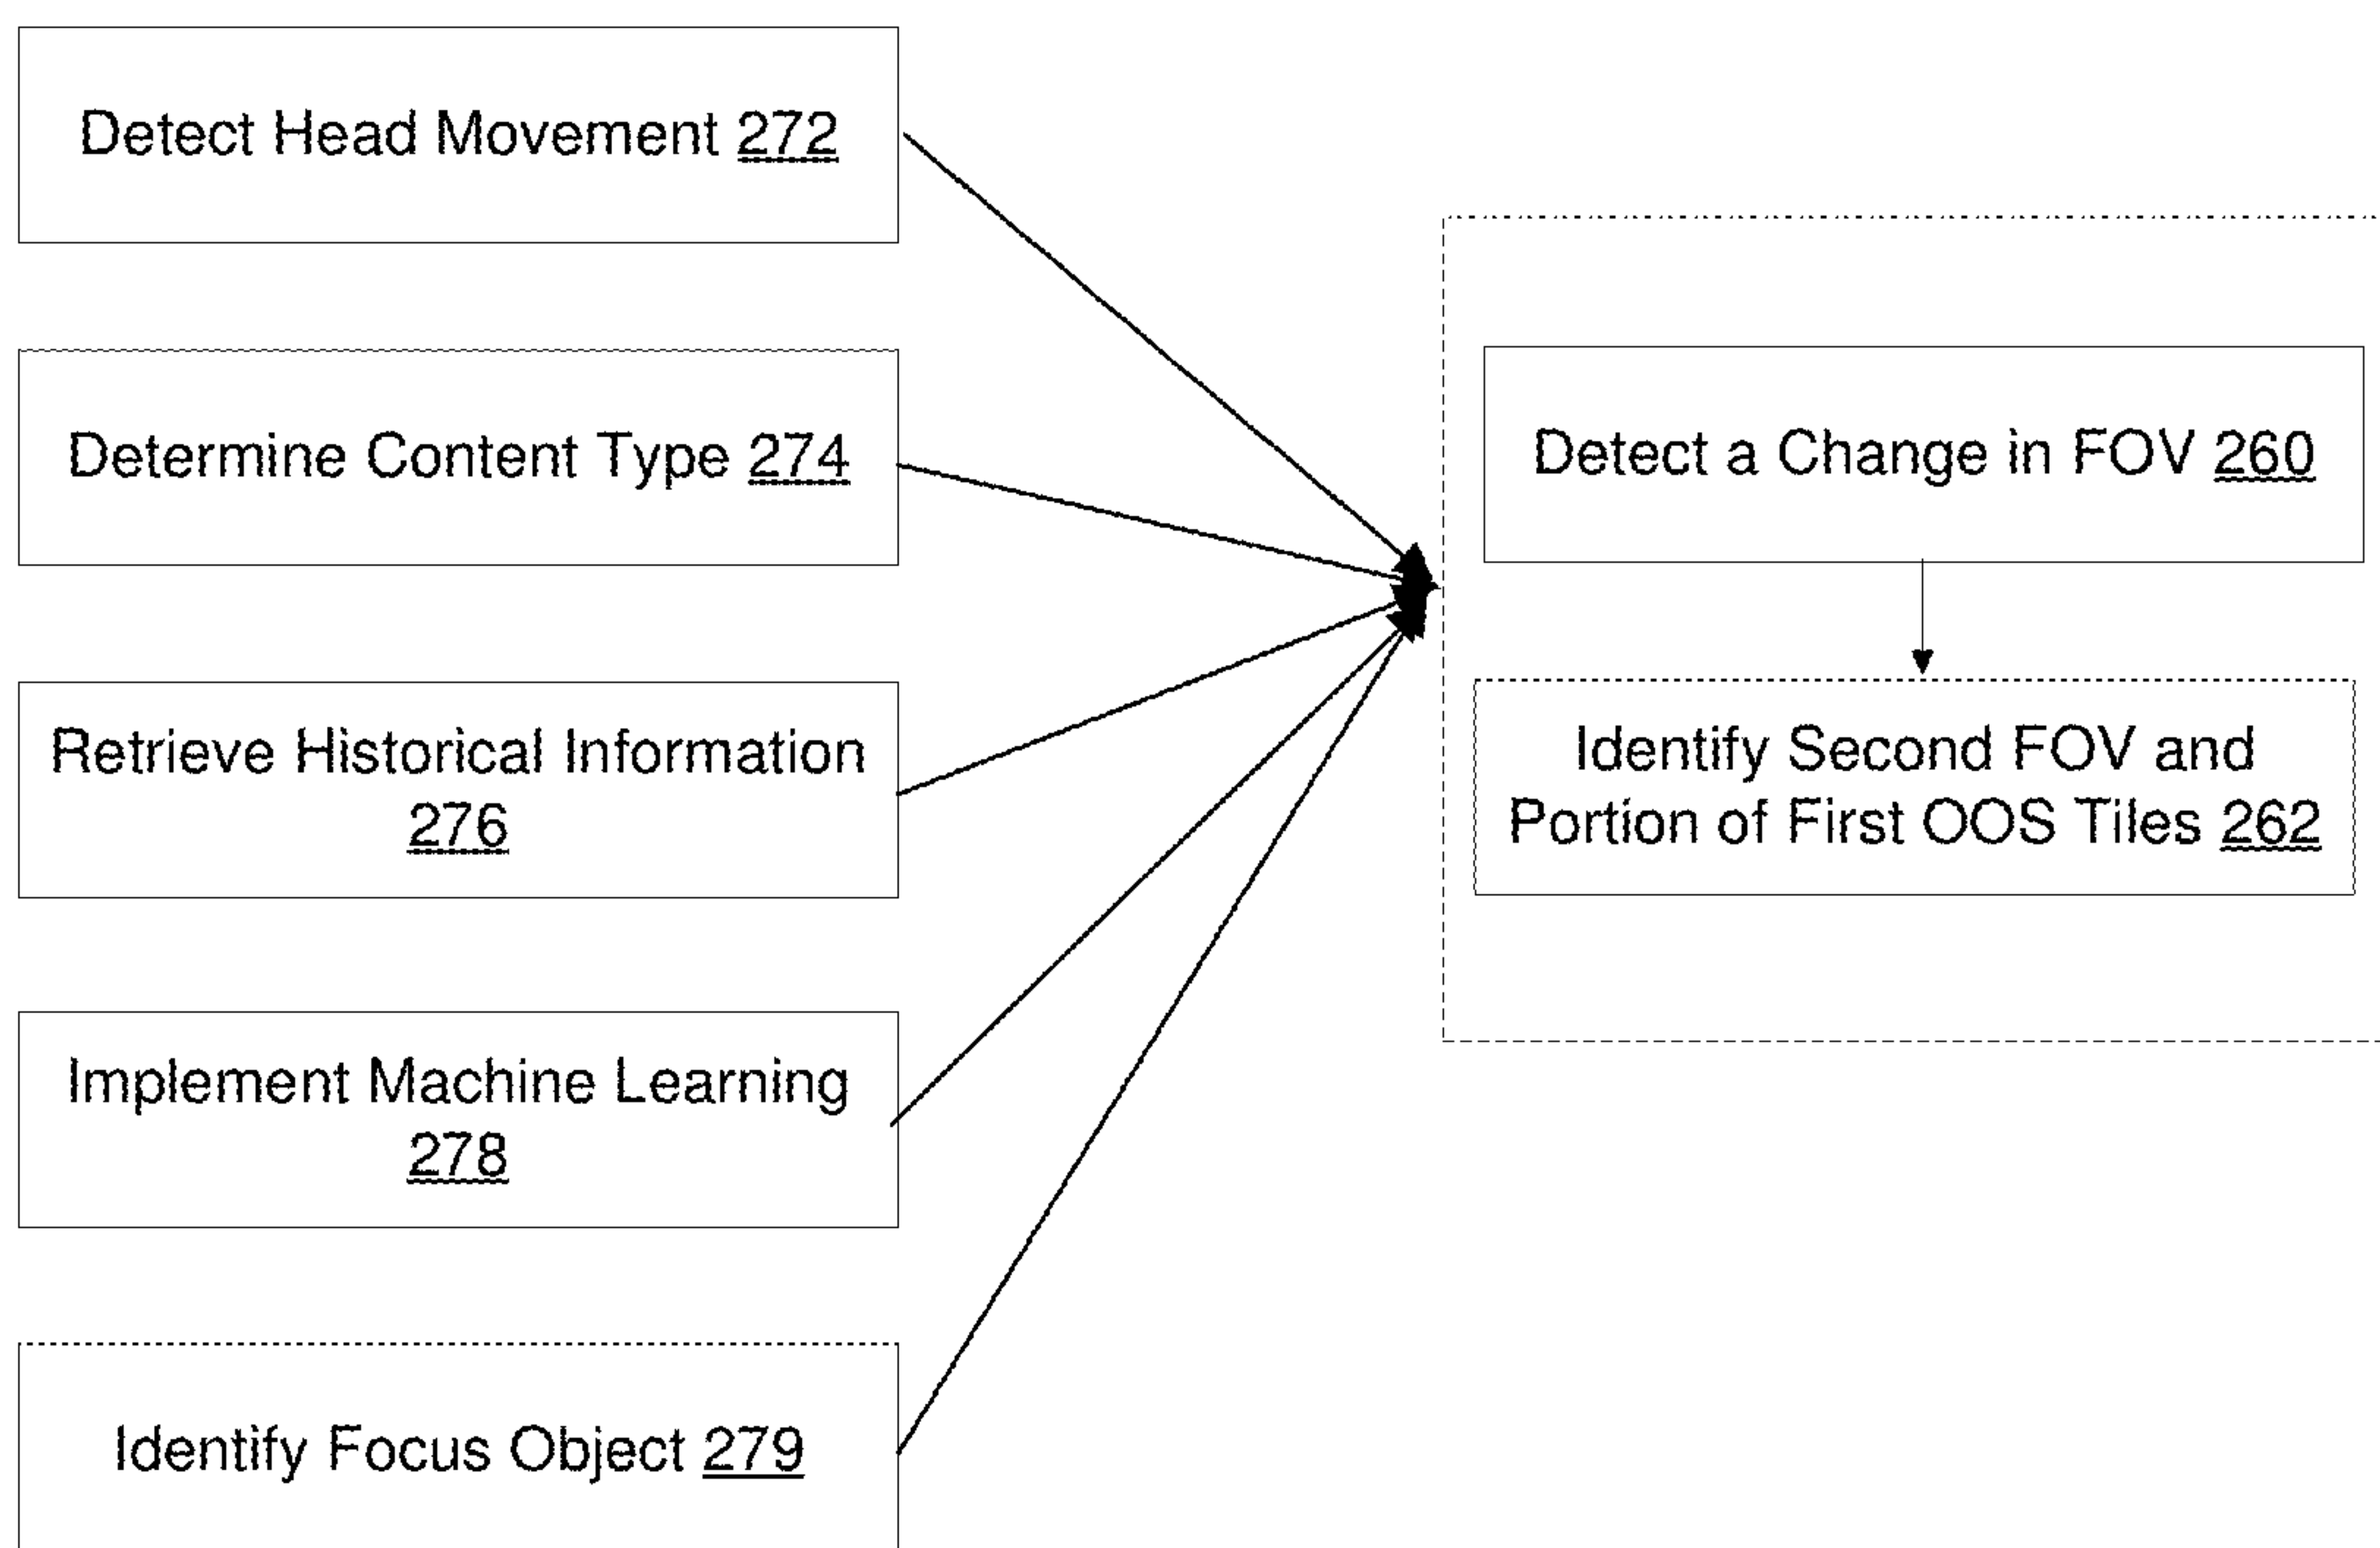 Detect Head Movement 272
Determine Content Type 274
Retrieve Historical Information
276
Implement Machine Learning
278
Identify Focus Object 279
Detect a Change in FOV 260
Identify Second FOV and
Portion of First OOS Tiles 262